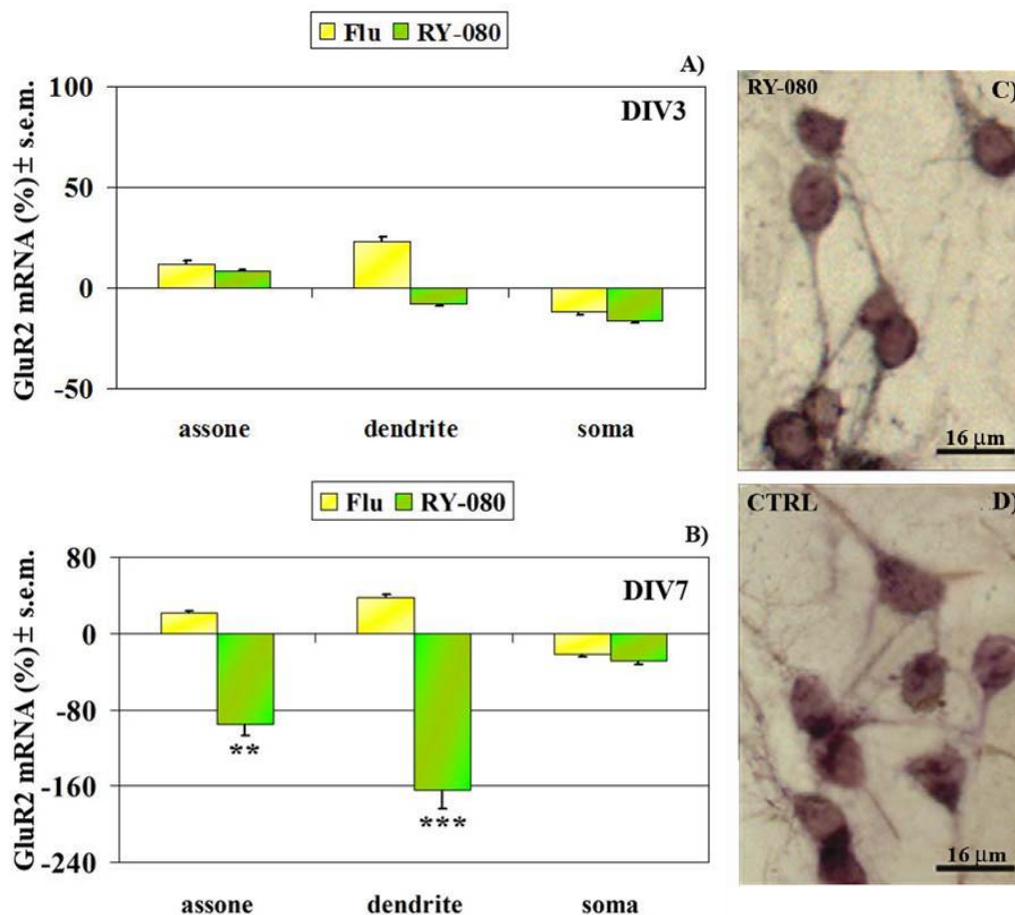 Flu RY-080
A)
GluR2 mRNA (%) ± s.e.m.
100
50
0
-50
DIV3
assone dendrite soma
Flu RY-080
B)
GluR2 mRNA (%) ± s.e.m.
80
0
-80
-160
-240
DIV7
**
***
assone dendrite soma
RY-080 C)
16 μm
CTRL D)
16 μm